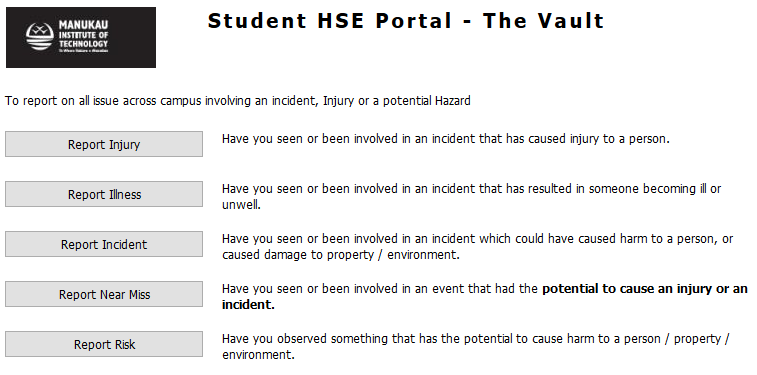 MANUKAU
INSTITUTE OF
TECHNOLOGY
Student HSE Portal - The Vault
To report on all issue across campus involving an incident, Injury or a potential Hazard
Report Injury
Have you seen or been involved in an incident that has caused injury to a person.
Report Illness
Have you seen or been involved in an incident that has resulted in someone becoming ill or
unwell.
Report Incident
Have you seen or been involved in an incident which could have caused harm to a person, or
caused damage to property / environment.
Report Near Miss
Have you seen or been involved in an event that had the potential to cause an injury or an
incident.
Report Risk
Have you observed something that has the potential to cause harm to a person / property /
environment.